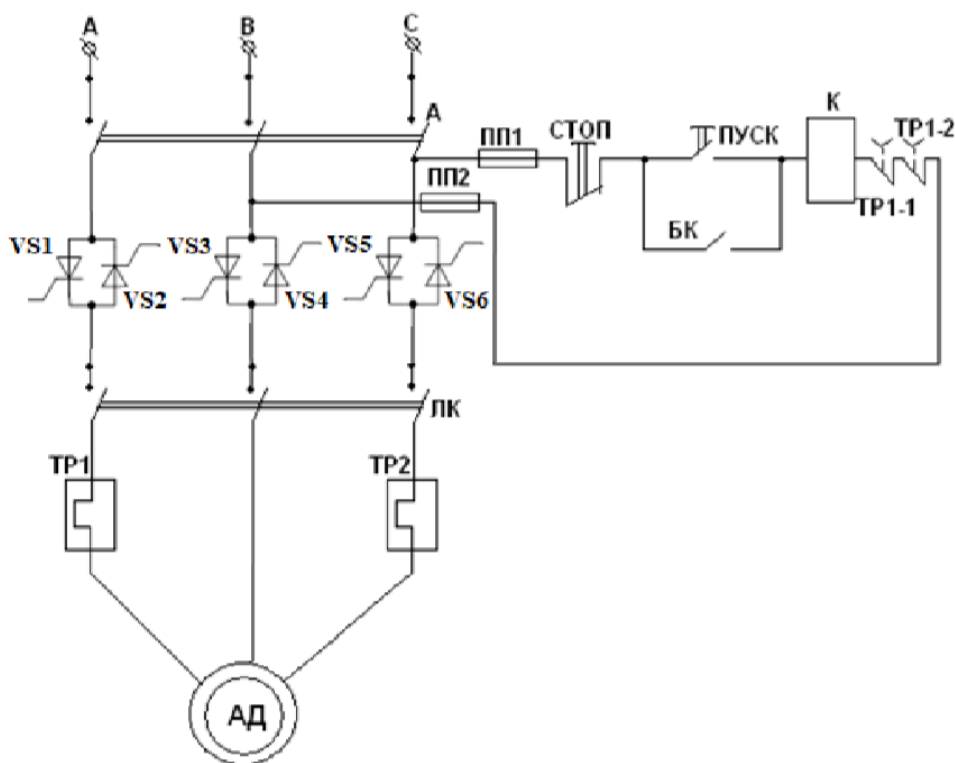 А В С
А
ПП1 СТОП ПУСК К ТР1-2
ПП2 ТР1-1
БК
VS1 VS3 VS5
VS2 VS4 VS6
ЛК
ТР1 ТР2
АД